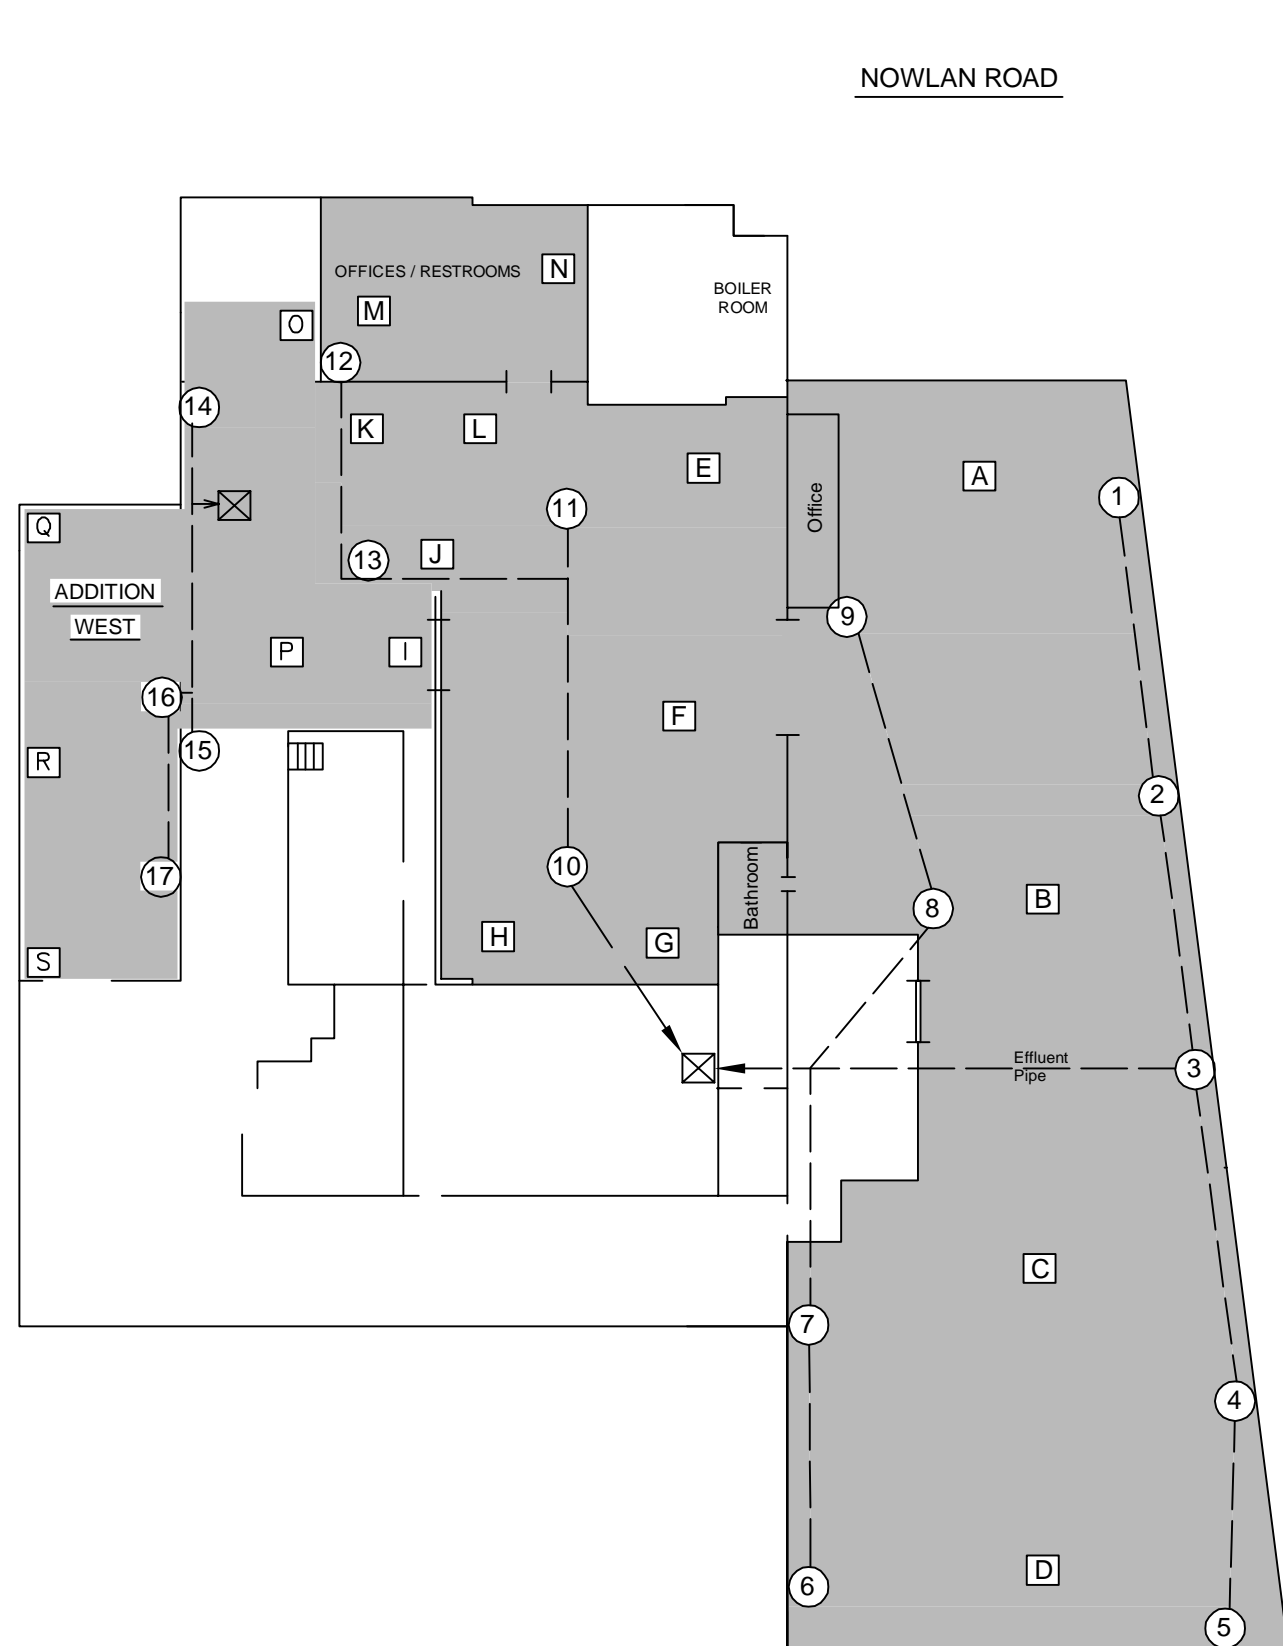 NOWLAN ROAD
OFFICES / RESTROOMS
N
M
BOILER
ROOM
O
12
14
K
L
E
A
1
11
Office
Q
13
J
ADDITION
WEST
9
P
I
16
F
15
R
2
17
10
Bathroom
8
B
H
G
S
Effluent
Pipe
3
C
7
4
D
6
5